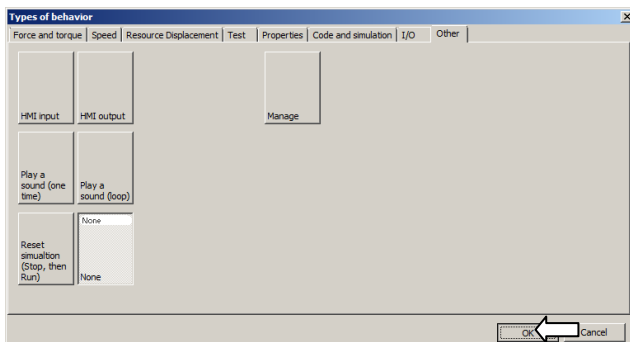 Types of behavior
Force and torque Speed Resource Displacement Test Properties Code and simulation I/O Other
HMI input HMI output Manage
Play a
sound (one
time)
Play a
sound (loop)
None
Reset
simualtion
(Stop, then
Run)
None
OK Cancel